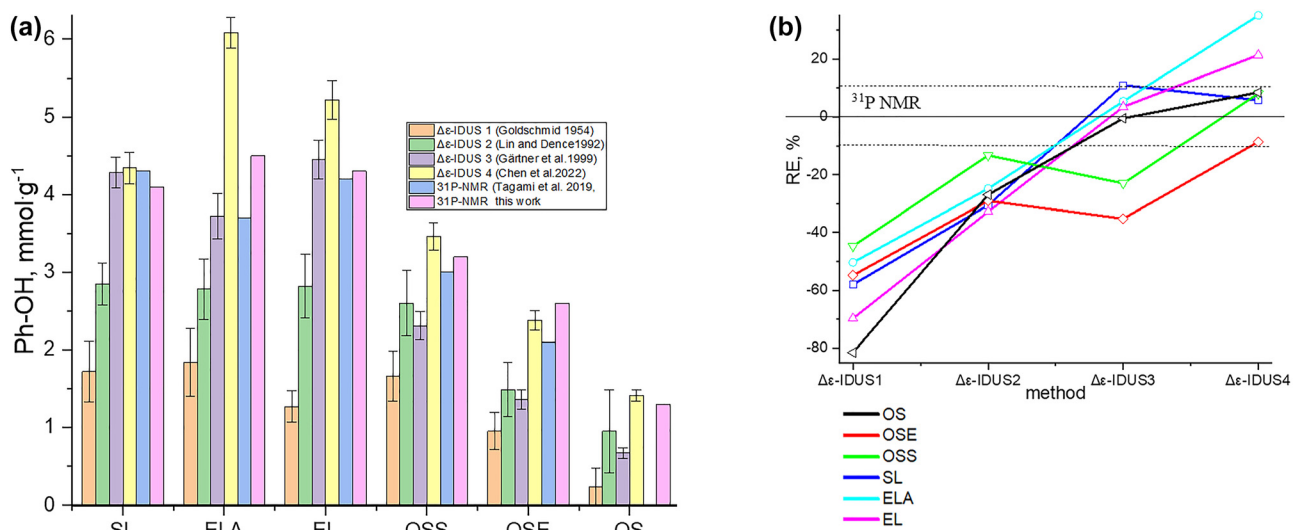 (a)
Ph-OH, mmol·g-1
6
5
4
3
2
1
0
Δε-IDUS 1 (Goldschmid 1954)
Δε-IDUS 2 (Lin and Dence1992)
Δε-IDUS 3 (Gärtner et al.1999)
Δε-IDUS 4 (Chen et al.2022)
31P-NMR (Tagami et al. 2019,
31P-NMR this work
SL
ELA
EL
OSS
OSE
OS
(b)
RE, %
20
0
-20
-40
-60
-80
31P NMR
Δε-IDUS1
Δε-IDUS2
Δε-IDUS3
Δε-IDUS4
method
OS
OSE
OSS
SL
ELA
EL